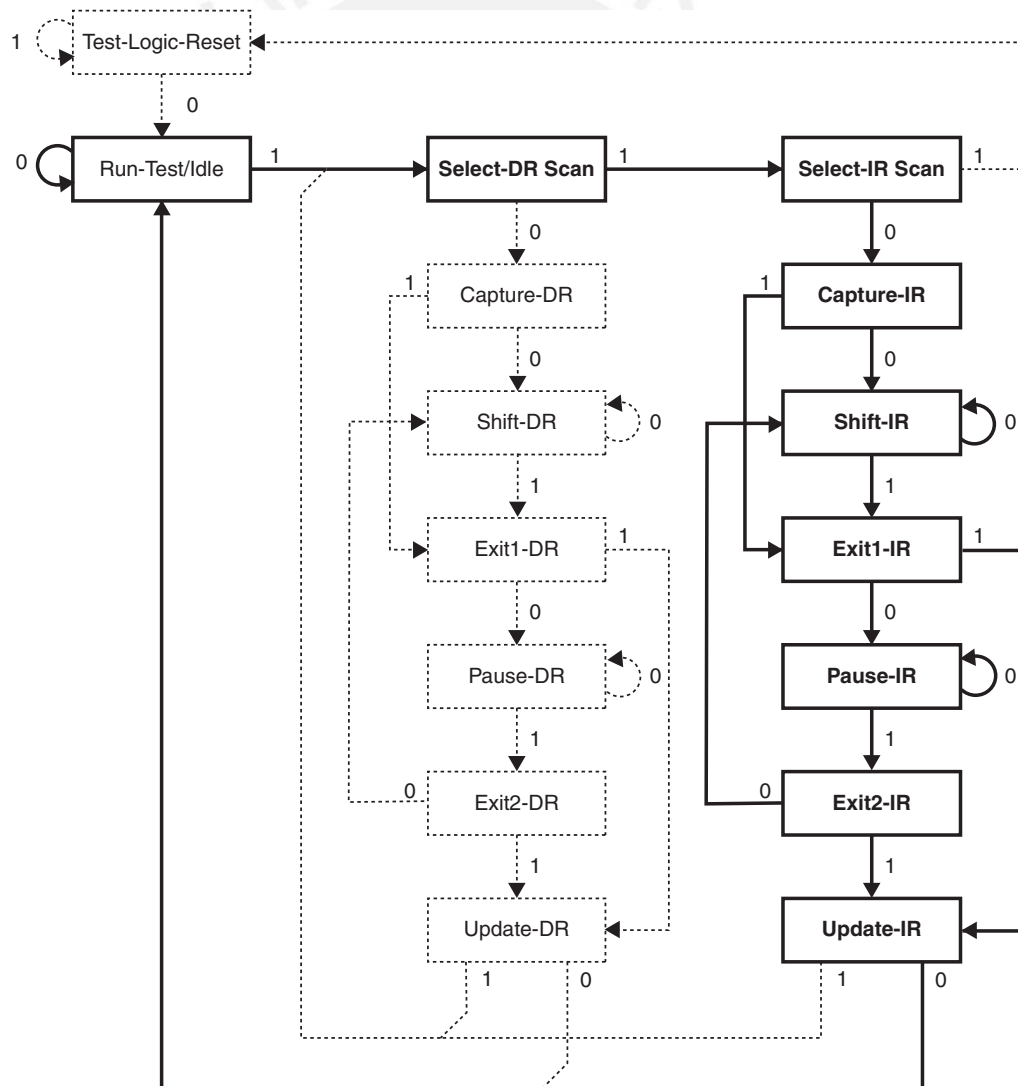 1
Test-Logic-Reset
0
0
Run-Test/Idle
1
Select-DR Scan
1
Select-IR Scan
1
0
0
1
Capture-DR
1
Capture-IR
0
0
Shift-DR
0
Shift-IR
0
1
1
Exit1-DR
1
Exit1-IR
1
0
0
Pause-DR
0
Pause-IR
0
1
1
0
Exit2-DR
0
Exit2-IR
1
1
Update-DR
Update-IR
1
0
1
0